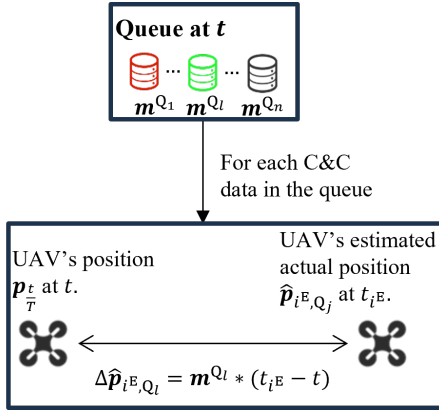 Queue at t
... ...
m^Q₁ m^Qₗ m^Qₙ
For each C&C
data in the queue
UAV's position
p_{t/T̄} at t.
UAV's estimated
actual position
p̂_{i^E,Q_j} at t_{i^E}.
Δp̂_{i^E,Q_l} = m^{Q_l} * (t_{i^E} − t)